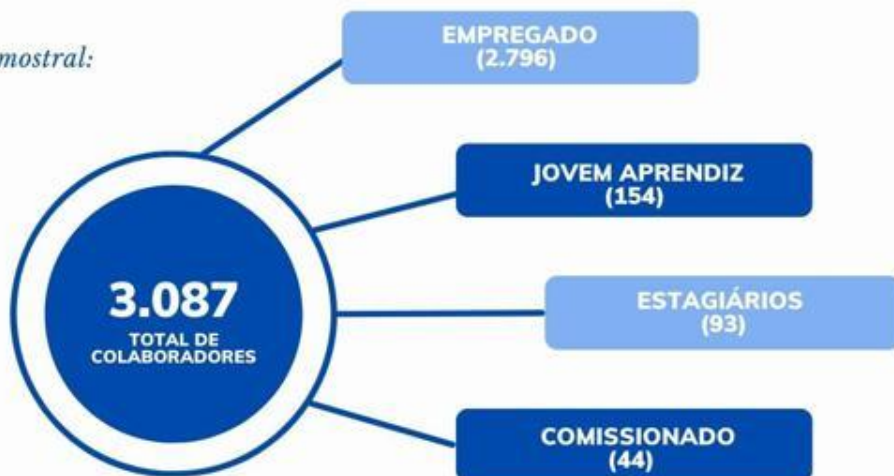 mostral:
EMPREGADO
(2.796)
JOVEM APRENDIZ
(154)
3.087
TOTAL DE
COLABORADORES
ESTAGIÁRIOS
(93)
COMISSIONADO
(44)